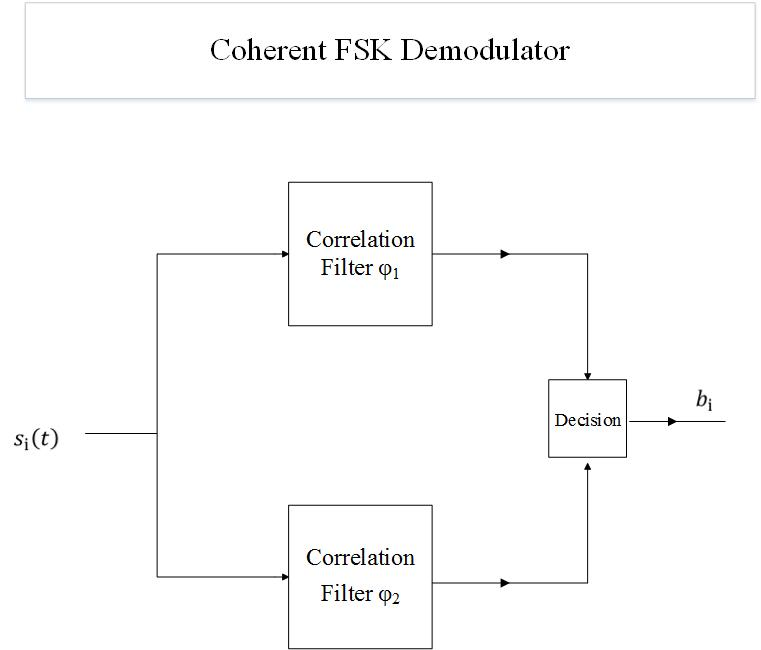 Coherent FSK Demodulator
Correlation
Filter φ₁
sᵢ(t)
Decision
bᵢ
Correlation
Filter φ₂